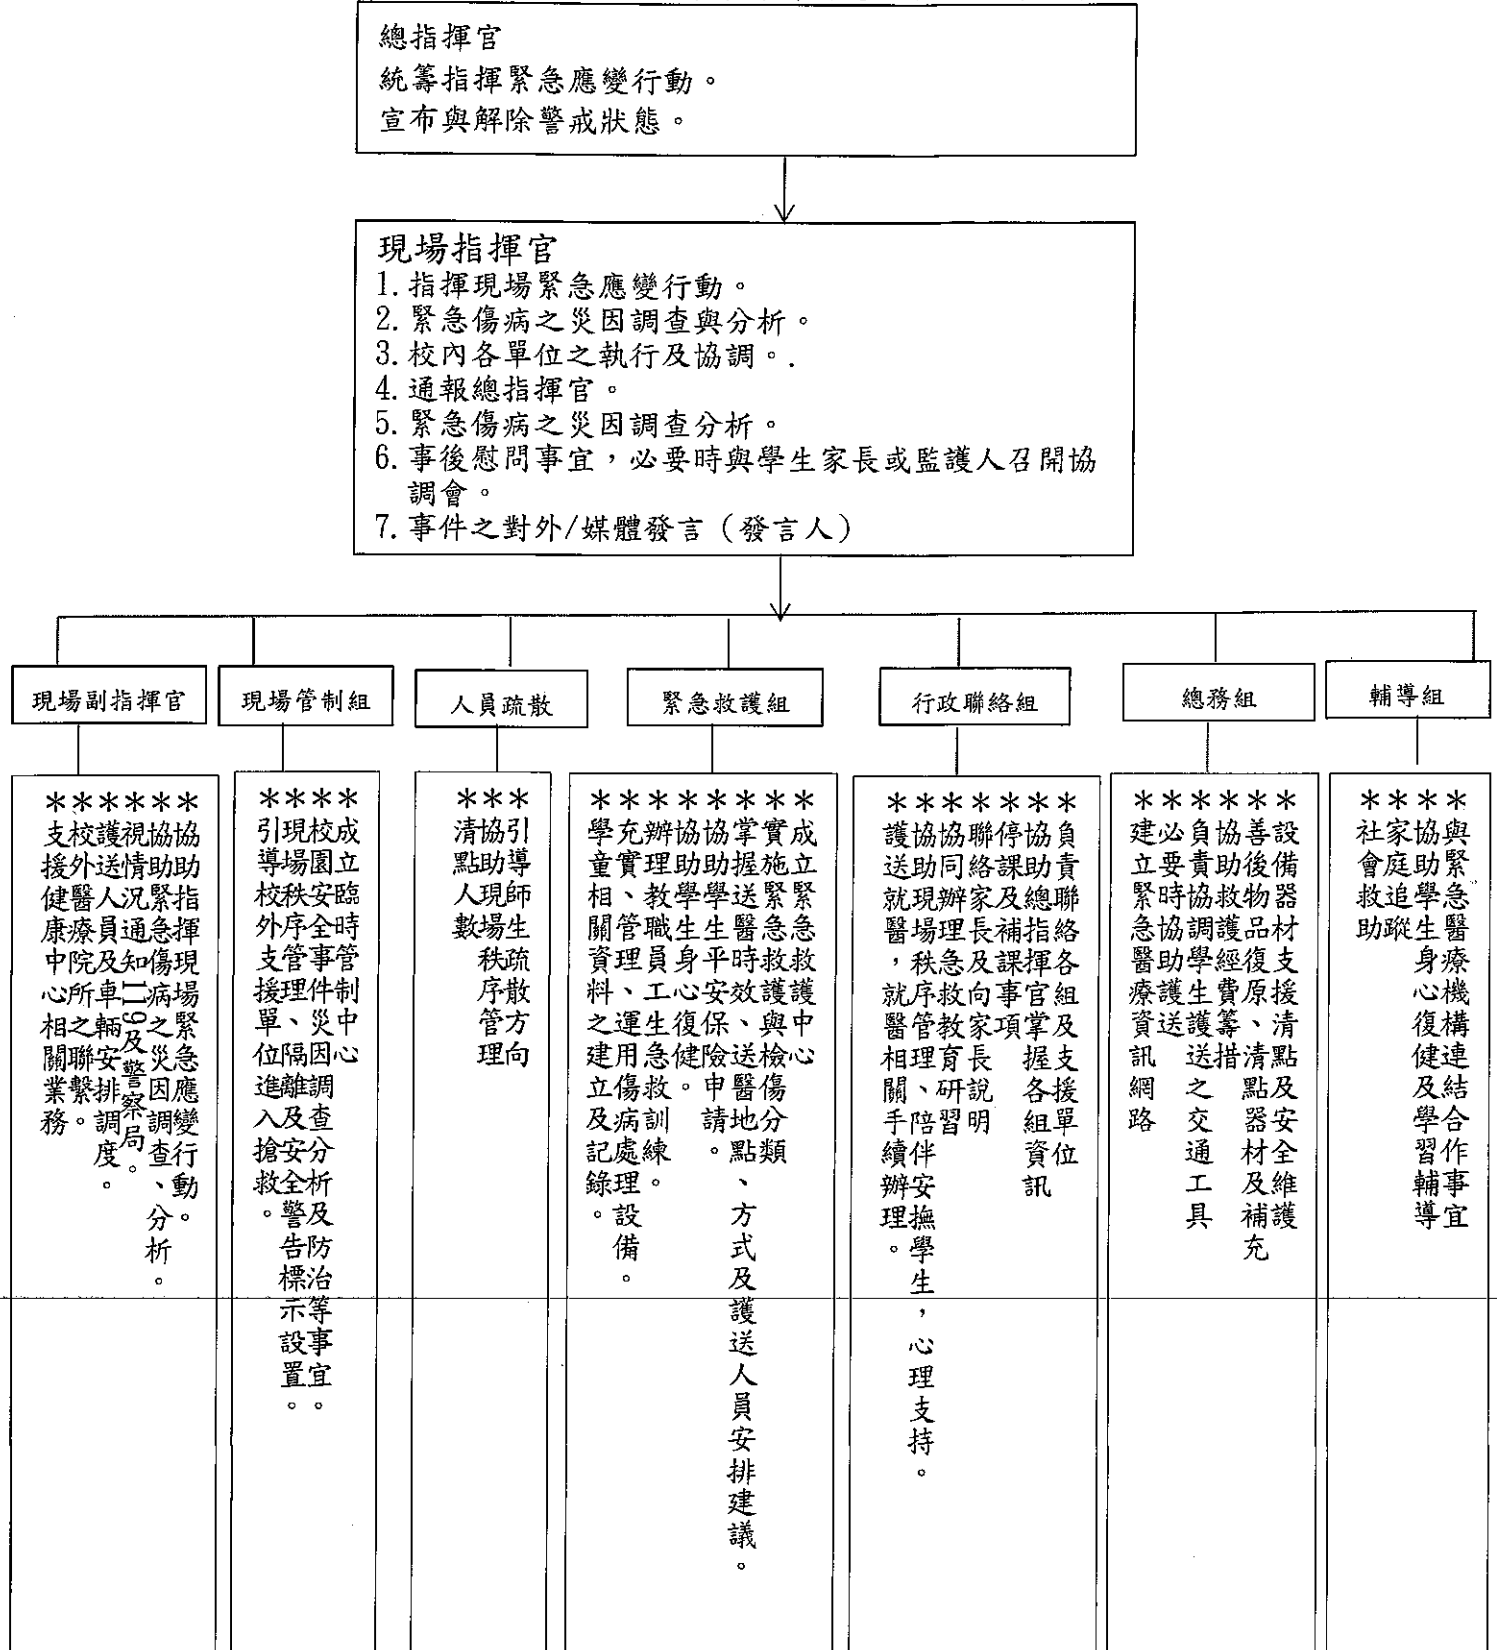 總指揮官
統籌指揮緊急應變行動。
宣布與解除警戒狀態。
現場指揮官
1. 指揮現場緊急應變行動。
2. 緊急傷病之災因調查與分析。
3. 校內各單位之執行及協調。.
4. 通報總指揮官。
5. 緊急傷病之災因調查分析。
6. 事後慰問事宜，必要時與學生家長或監護人召開協
調會。
7. 事件之對外/媒體發言（發言人）
現場副指揮官
＊協助指揮現場緊急應變行動。
＊協助緊急傷病之災因調查、分析。
＊視情況通知119及警察局。
＊護送人員及車輛安排調度。
＊校外醫療院所之聯繫。
＊支援健康中心相關業務
現場管制組
＊成立臨時管制中心
＊校園安全事件災因調查分析及防治等事宜。
＊現場秩序管理、隔離及安全警告標示設置。
＊引導校外支援單位進入搶救。
人員疏散
＊引導師生疏散方向
＊協助現場秩序管理
＊清點人數
緊急救護組
＊成立緊急救護中心
＊實施緊急救護與檢傷分類
＊掌握送醫時效、送醫地點、方式及護送人員安排建議。
＊協助學生平安保險申請。
＊協助學生身心復健。
＊辦理教職員工生急救訓練。
＊充實、管理、運用傷病處理設備。
＊學童相關資料之建立及記錄。
行政聯絡組
＊負責聯絡各組及支援單位
＊協助總指揮官掌握各組資訊
＊停課及補課事項
＊聯絡家長及向家長說明
＊協同辦理急救教育研習
＊協助現場秩序管理、陪伴安撫學生，心理支持。
＊護送就醫，就醫相關手續辦理。
總務組
＊設備器材支援清點及安全維護
＊善後物品復原、清點器材及補充
＊協助救護經費籌措
＊負責協調學生護送之交通工具
＊必要時協助護送
＊建立緊急醫療資訊網路
輔導組
＊與緊急醫療機構連結合作事宜
＊協助學生身心復健及學習輔導
＊家庭追蹤
＊社會救助